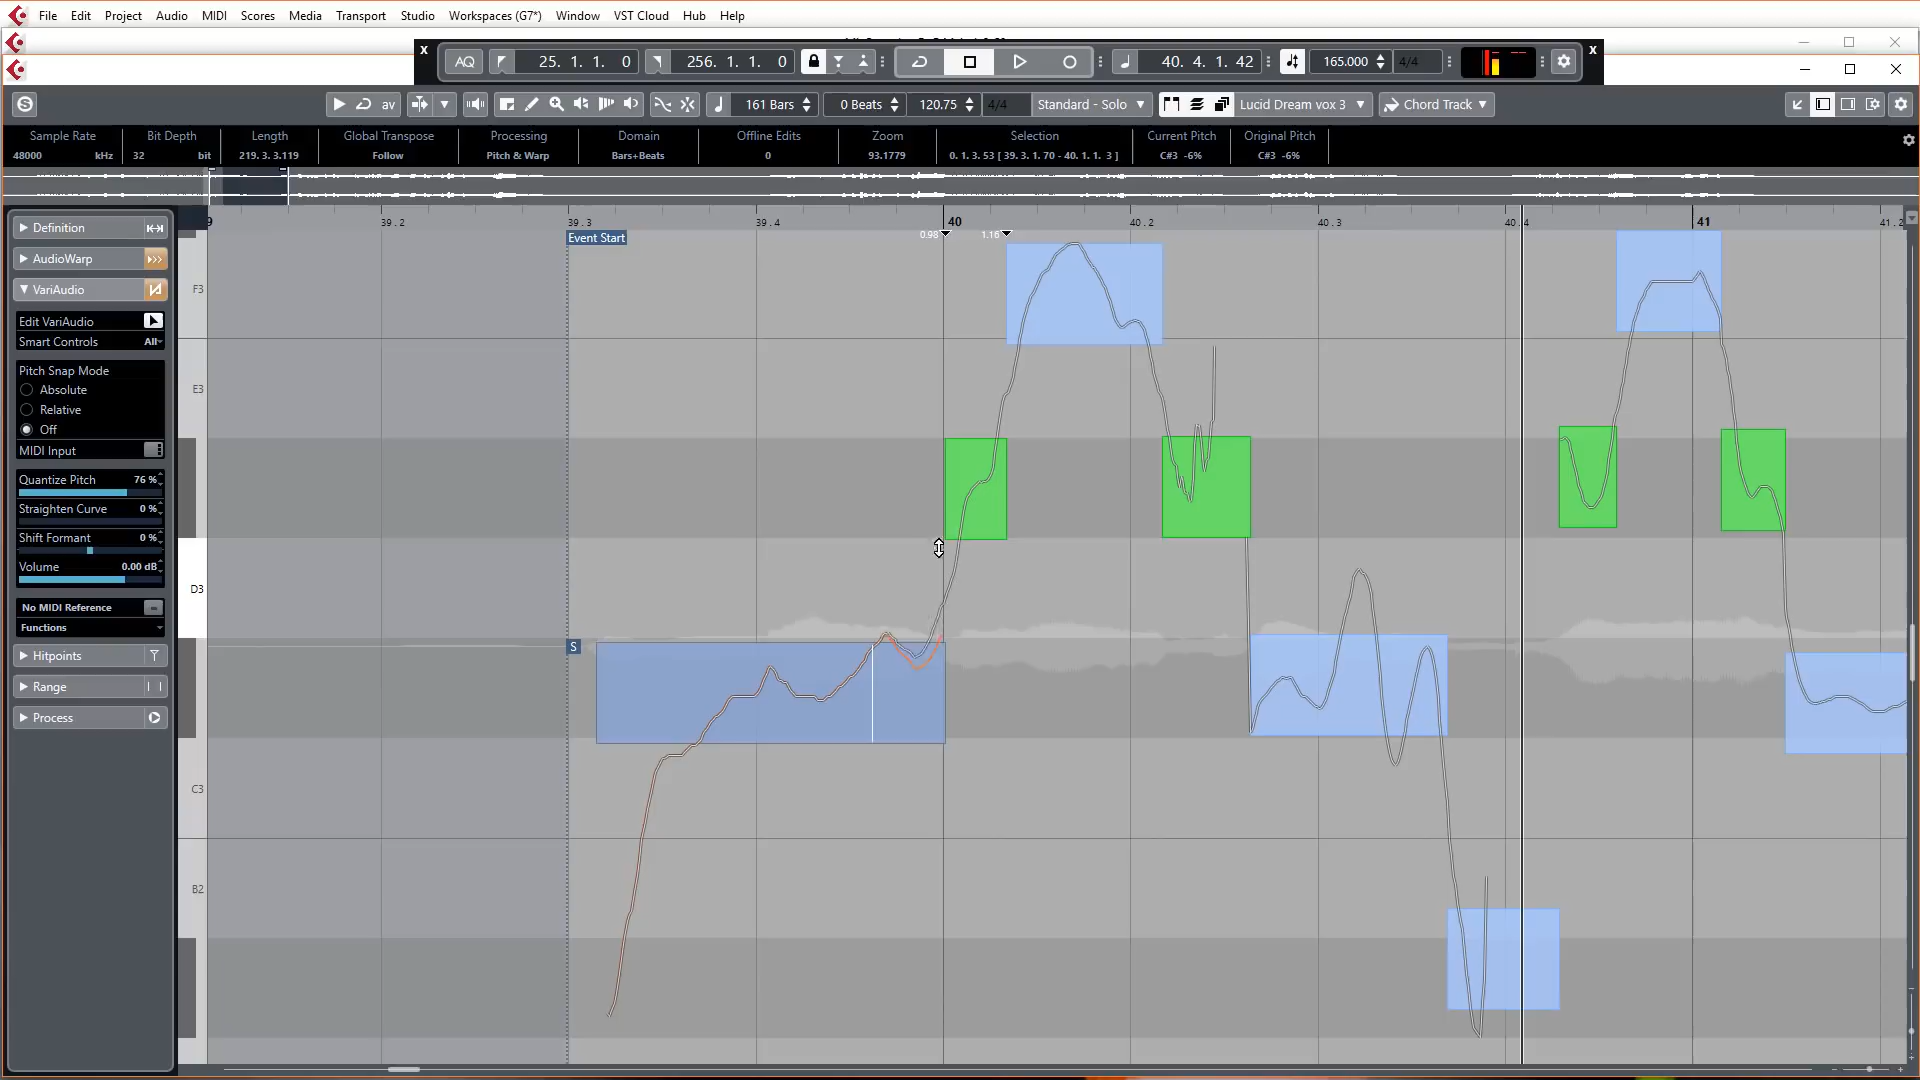 File Edit Project Audio MIDI Scores Media Transport Studio Workspaces (G7*) Window VST Cloud Hub Help
x AQ 25. 1. 1. 0 256. 1. 1. 0 40. 4. 1. 42 165.000 4/4 x
av 161 Bars 0 Beats 120.75 4/4 Standard - Solo Lucid Dream vox 3 Chord Track
Sample Rate Bit Depth Length Global Transpose Processing Domain Offline Edits Zoom Selection Current Pitch Original Pitch
48000 kHz 32 bit 219. 3. 3.119 Follow Pitch & Warp Bars+Beats 0 93.1779 0. 1. 3. 53 [ 39. 3. 1. 70 - 40. 1. 1. 3 ] C#3 -6% C#3 -6%
9 39.2 39.3 39.4 40 40.2 40.3 40.4 41 41.2
Event Start 0.98 1.16
Definition
AudioWarp
VariAudio
Edit VariAudio
Smart Controls All
Pitch Snap Mode
Absolute
Relative
Off
MIDI Input
Quantize Pitch 76 %
Straighten Curve 0 %
Shift Formant 0 %
Volume 0.00 dB
No MIDI Reference
Functions
Hitpoints
Range
Process
F3
E3
D3
S
C3
B2